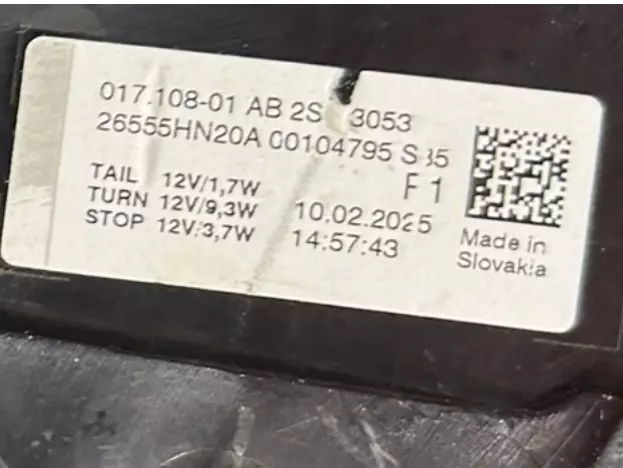 017.108-01 AB 2S 3053
26555HN20A 00104795 S
F1
TAIL 12V/1,7W
TURN 12V/9,3W
STOP 12V/3,7W
10.02.2025
14:57:43
Made in
Slovakia